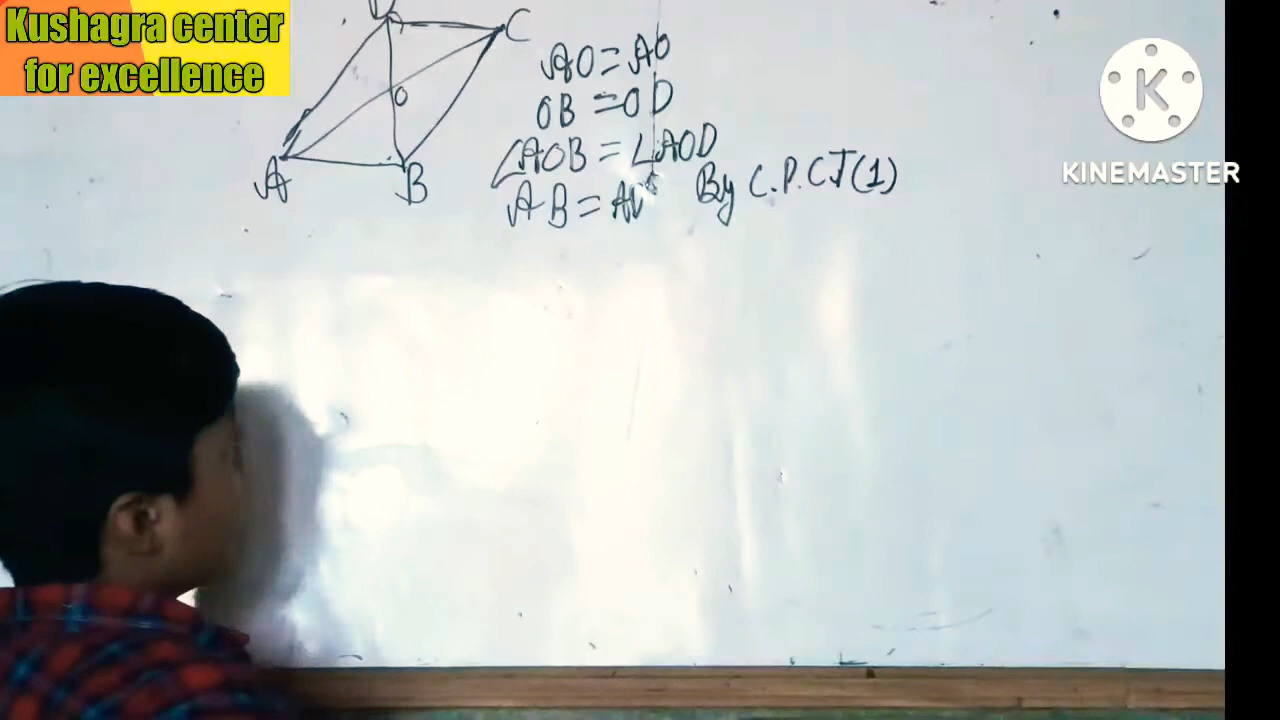 Kushagra center
for excellence
C
AO = AO
OB = OD
O
∠AOB = ∠AOD
A
B
AB = AD By C.P.C.T (1)
K
KINEMASTER